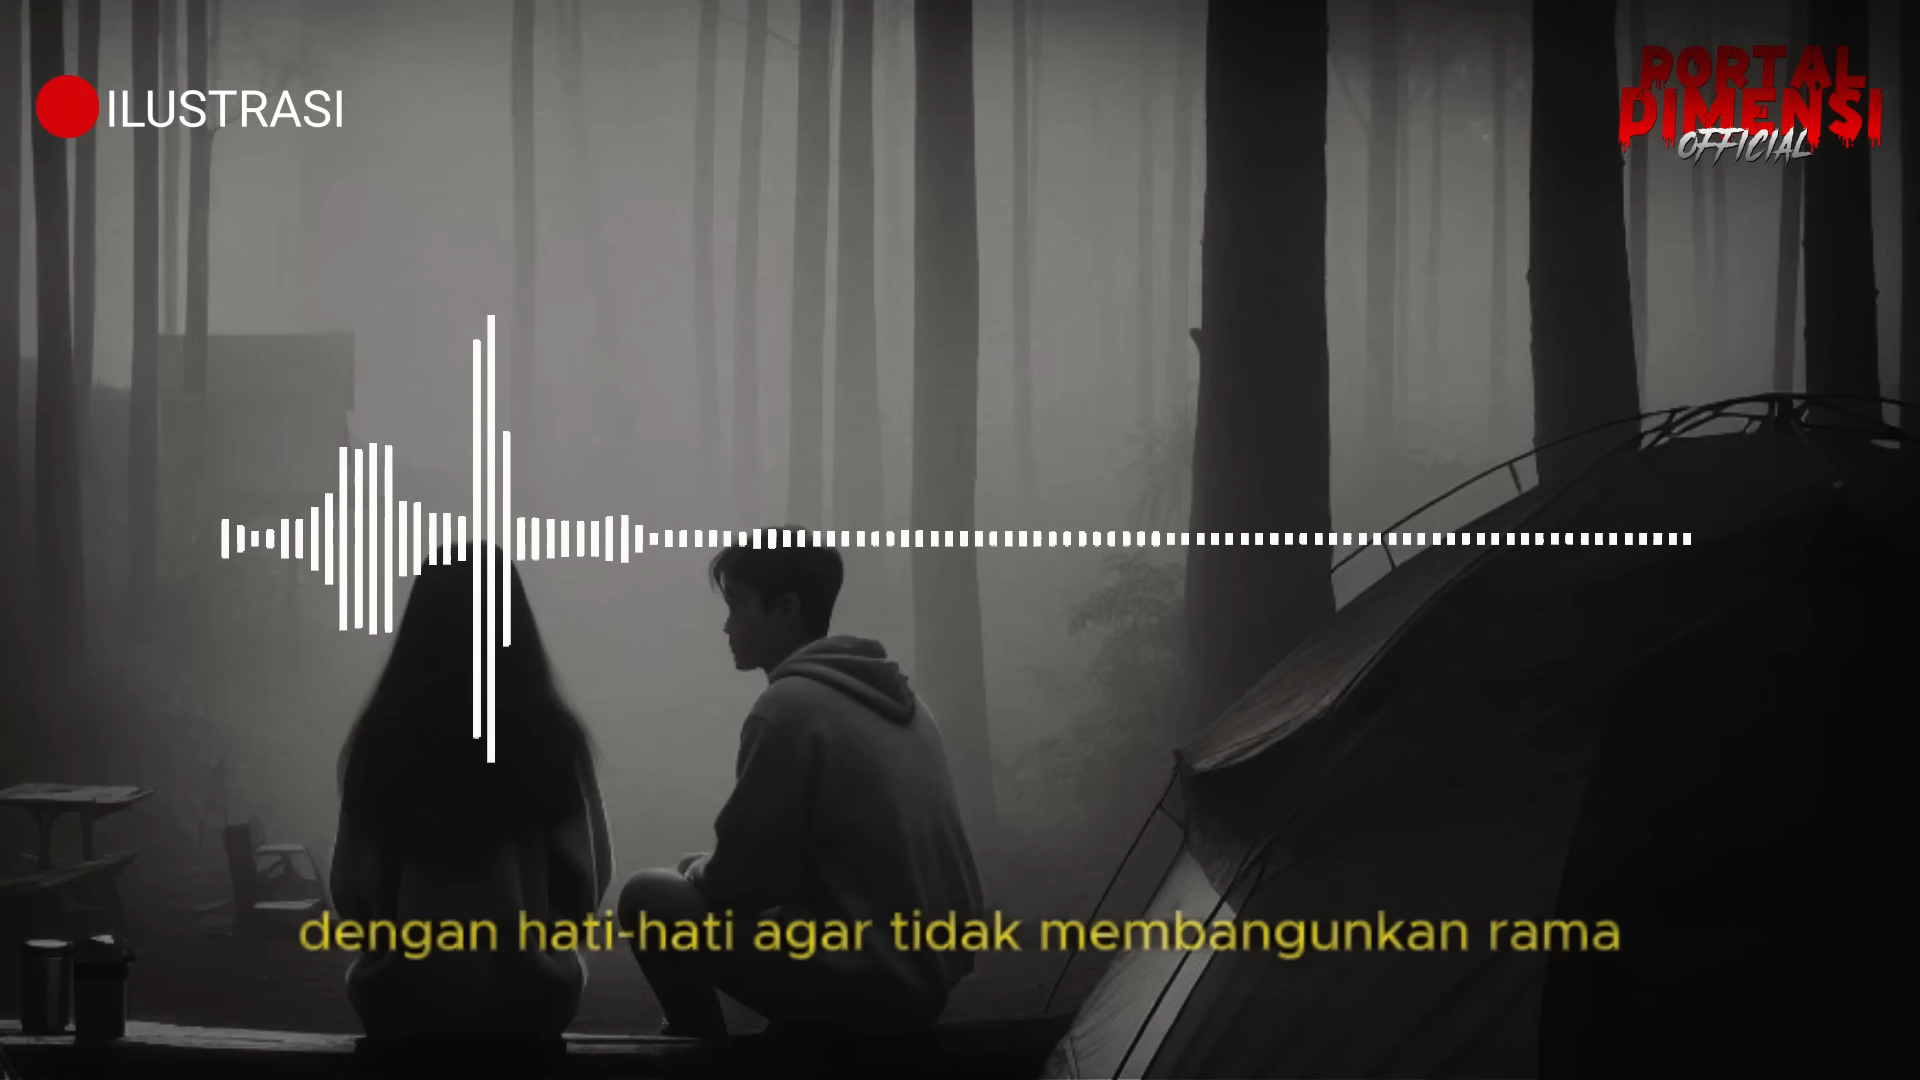 ILUSTRASI
PORTAL
DIMENSI
OFFICIAL
dengan hati-hati agar tidak membangunkan rama